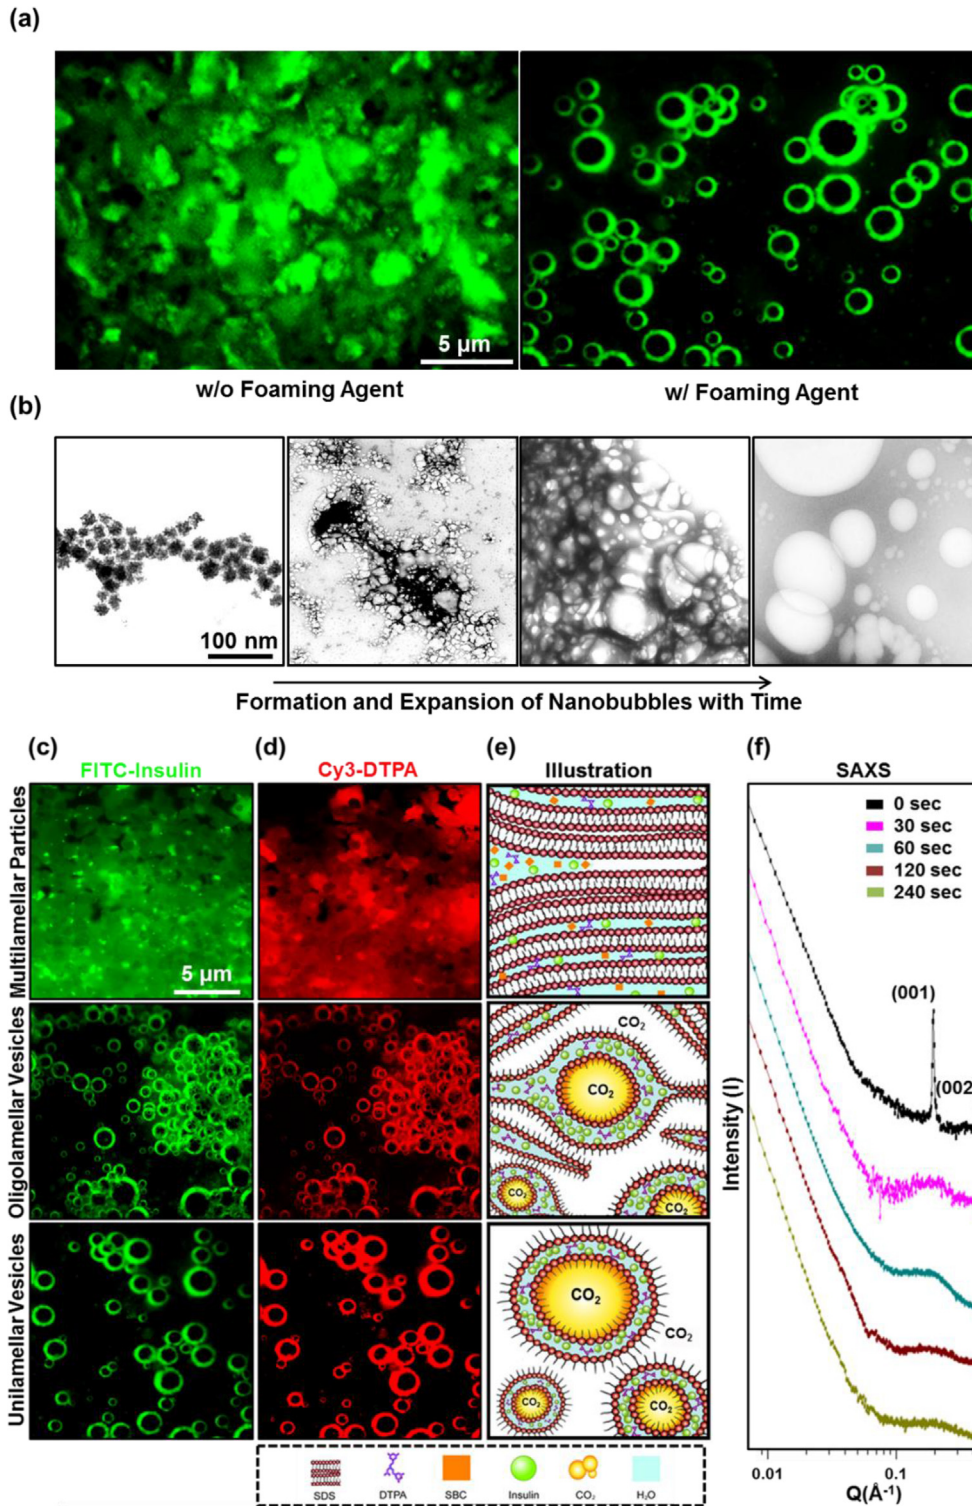 (a)
5 µm
w/o Foaming Agent
w/ Foaming Agent
(b)
100 nm
Formation and Expansion of Nanobubbles with Time
(c)
(d)
(e)
(f)
FITC-Insulin
Cy3-DTPA
Illustration
SAXS
Multilamellar Particles
5 µm
0 sec
30 sec
60 sec
120 sec
240 sec
(001)
(002
Oligolamellar Vesicles
CO2
CO2
CO2
CO2
CO2
Intensity (I)
Unilamellar Vesicles
CO2
CO2
CO2
CO2
0.01
0.1
Q(Å-1)
SDS
DTPA
SBC
Insulin
CO2
H2O